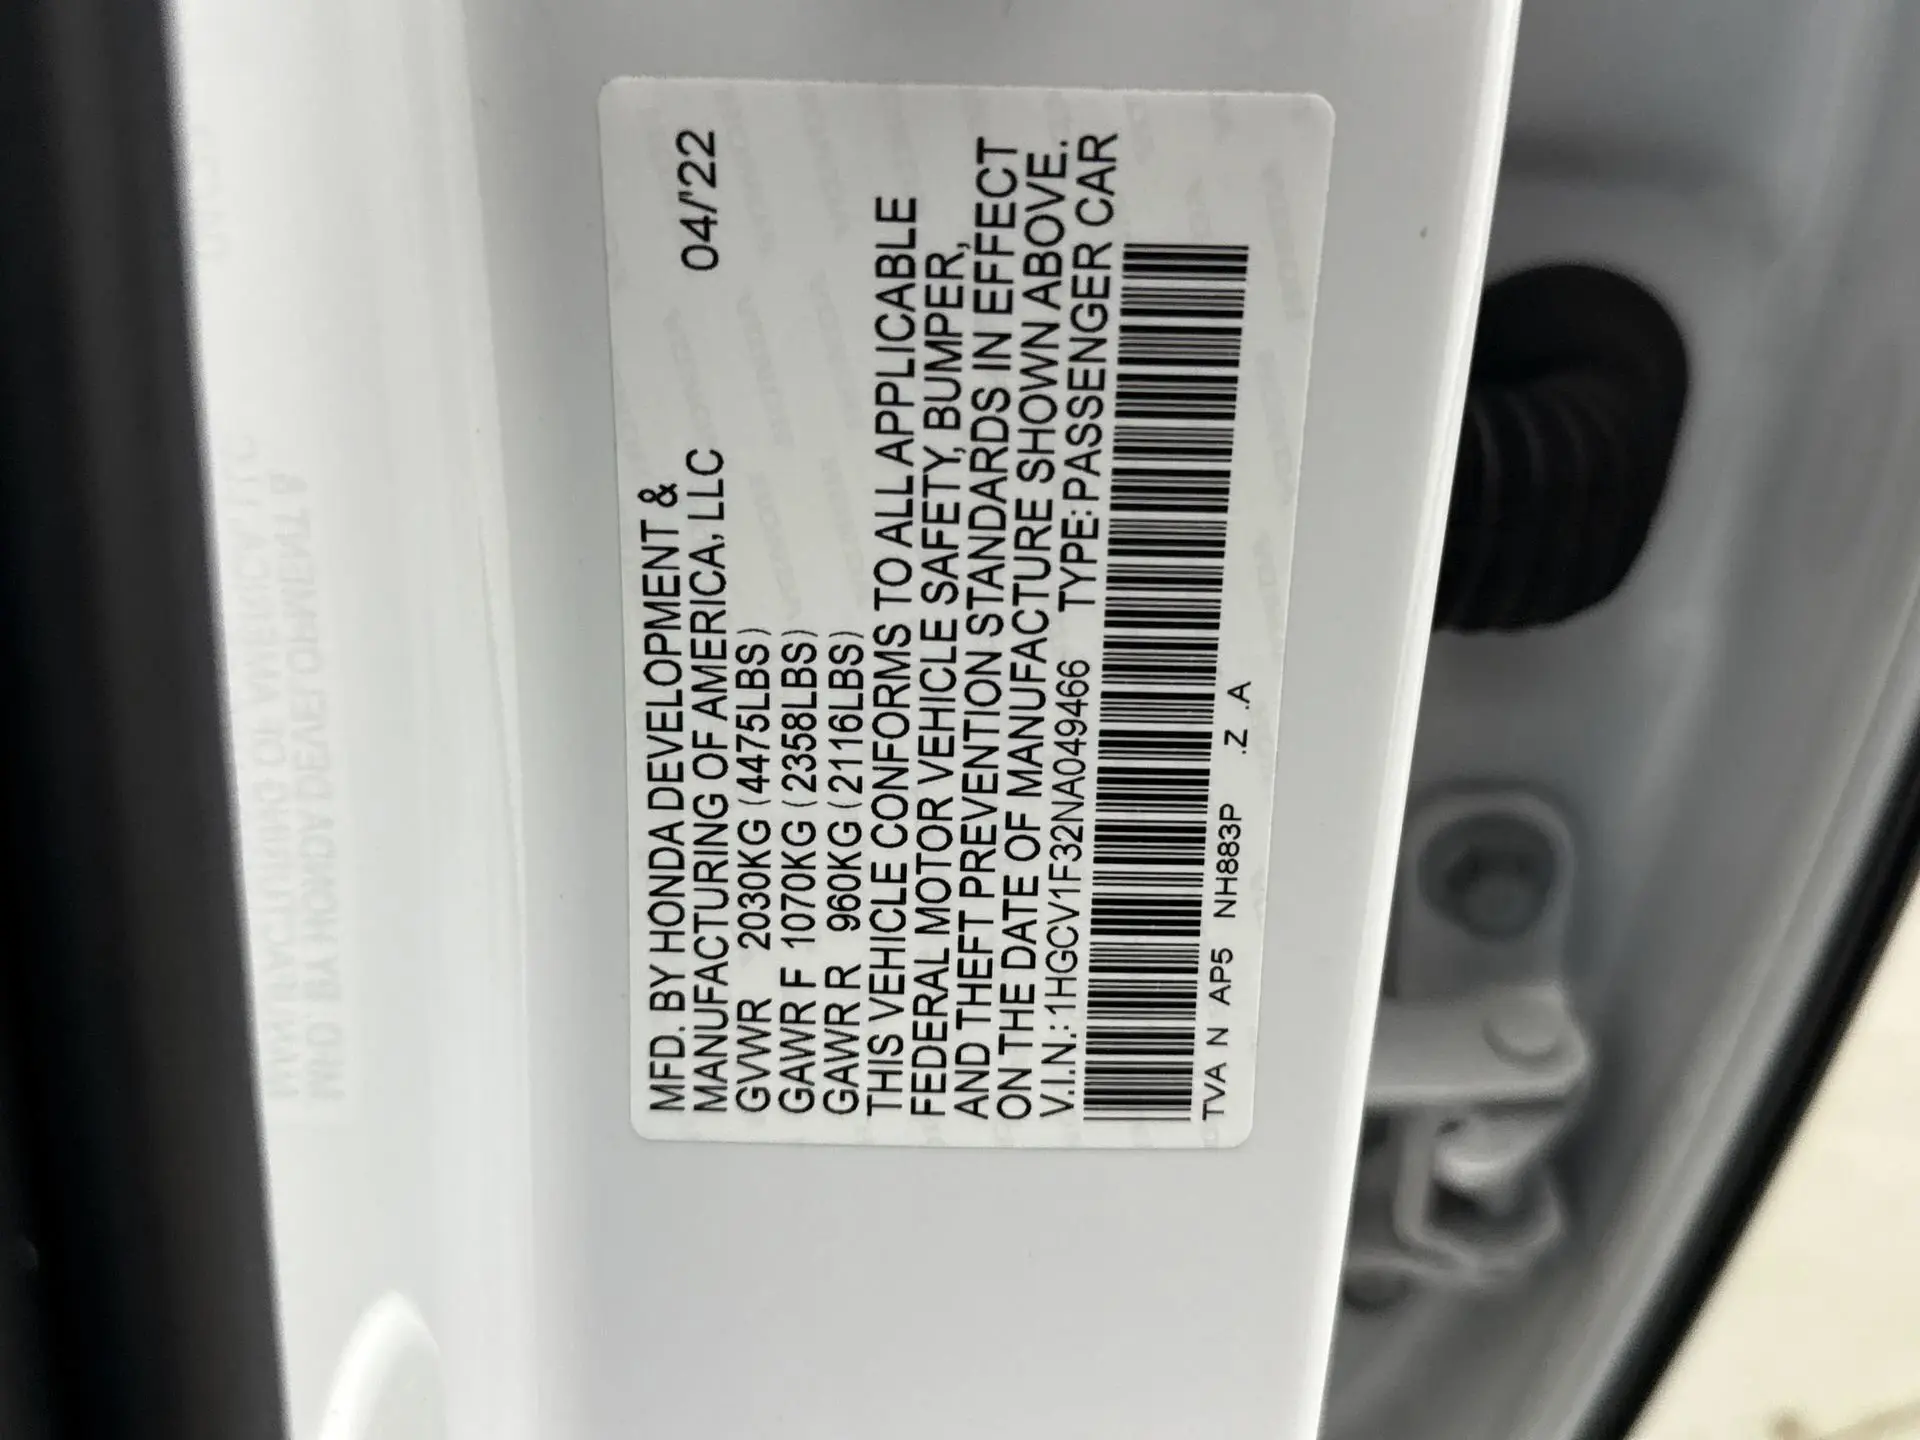 04/'22
MFD. BY HONDA DEVELOPMENT &
MANUFACTURING OF AMERICA, LLC
GVWR 2030KG (4475LBS)
GAWR F 1070KG (2358LBS)
GAWR R 960KG (2116LBS)
THIS VEHICLE CONFORMS TO ALL APPLICABLE
FEDERAL MOTOR VEHICLE SAFETY, BUMPER,
AND THEFT PREVENTION STANDARDS IN EFFECT
ON THE DATE OF MANUFACTURE SHOWN ABOVE.
V.I.N.: 1HGCV1F32NA049466 TYPE: PASSENGER CAR
TVA N AP5 NH883P .Z .A